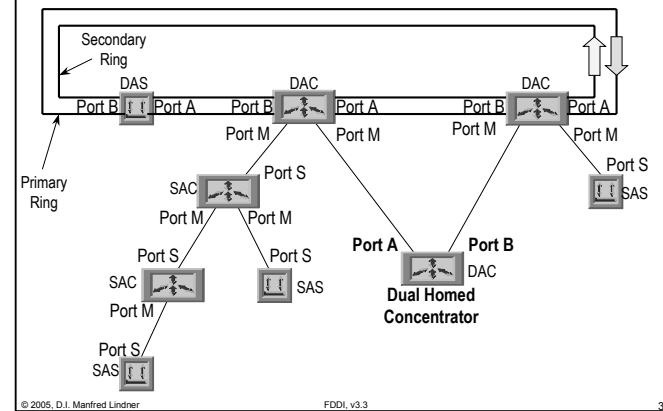 Secondary
Ring
DAS
DAC
DAC
Port B
Port A
Port B
Port A
Port B
Port A
Port M
Port M
Port M
Port M
Primary
Ring
Port S
SAC
Port S
SAS
Port M
Port M
Port A
Port B
Port S
Port S
SAC
SAS
DAC
Port M
Dual Homed
Concentrator
Port S
SAS
© 2005, D.I. Manfred Lindner
FDDI, v3.3
3